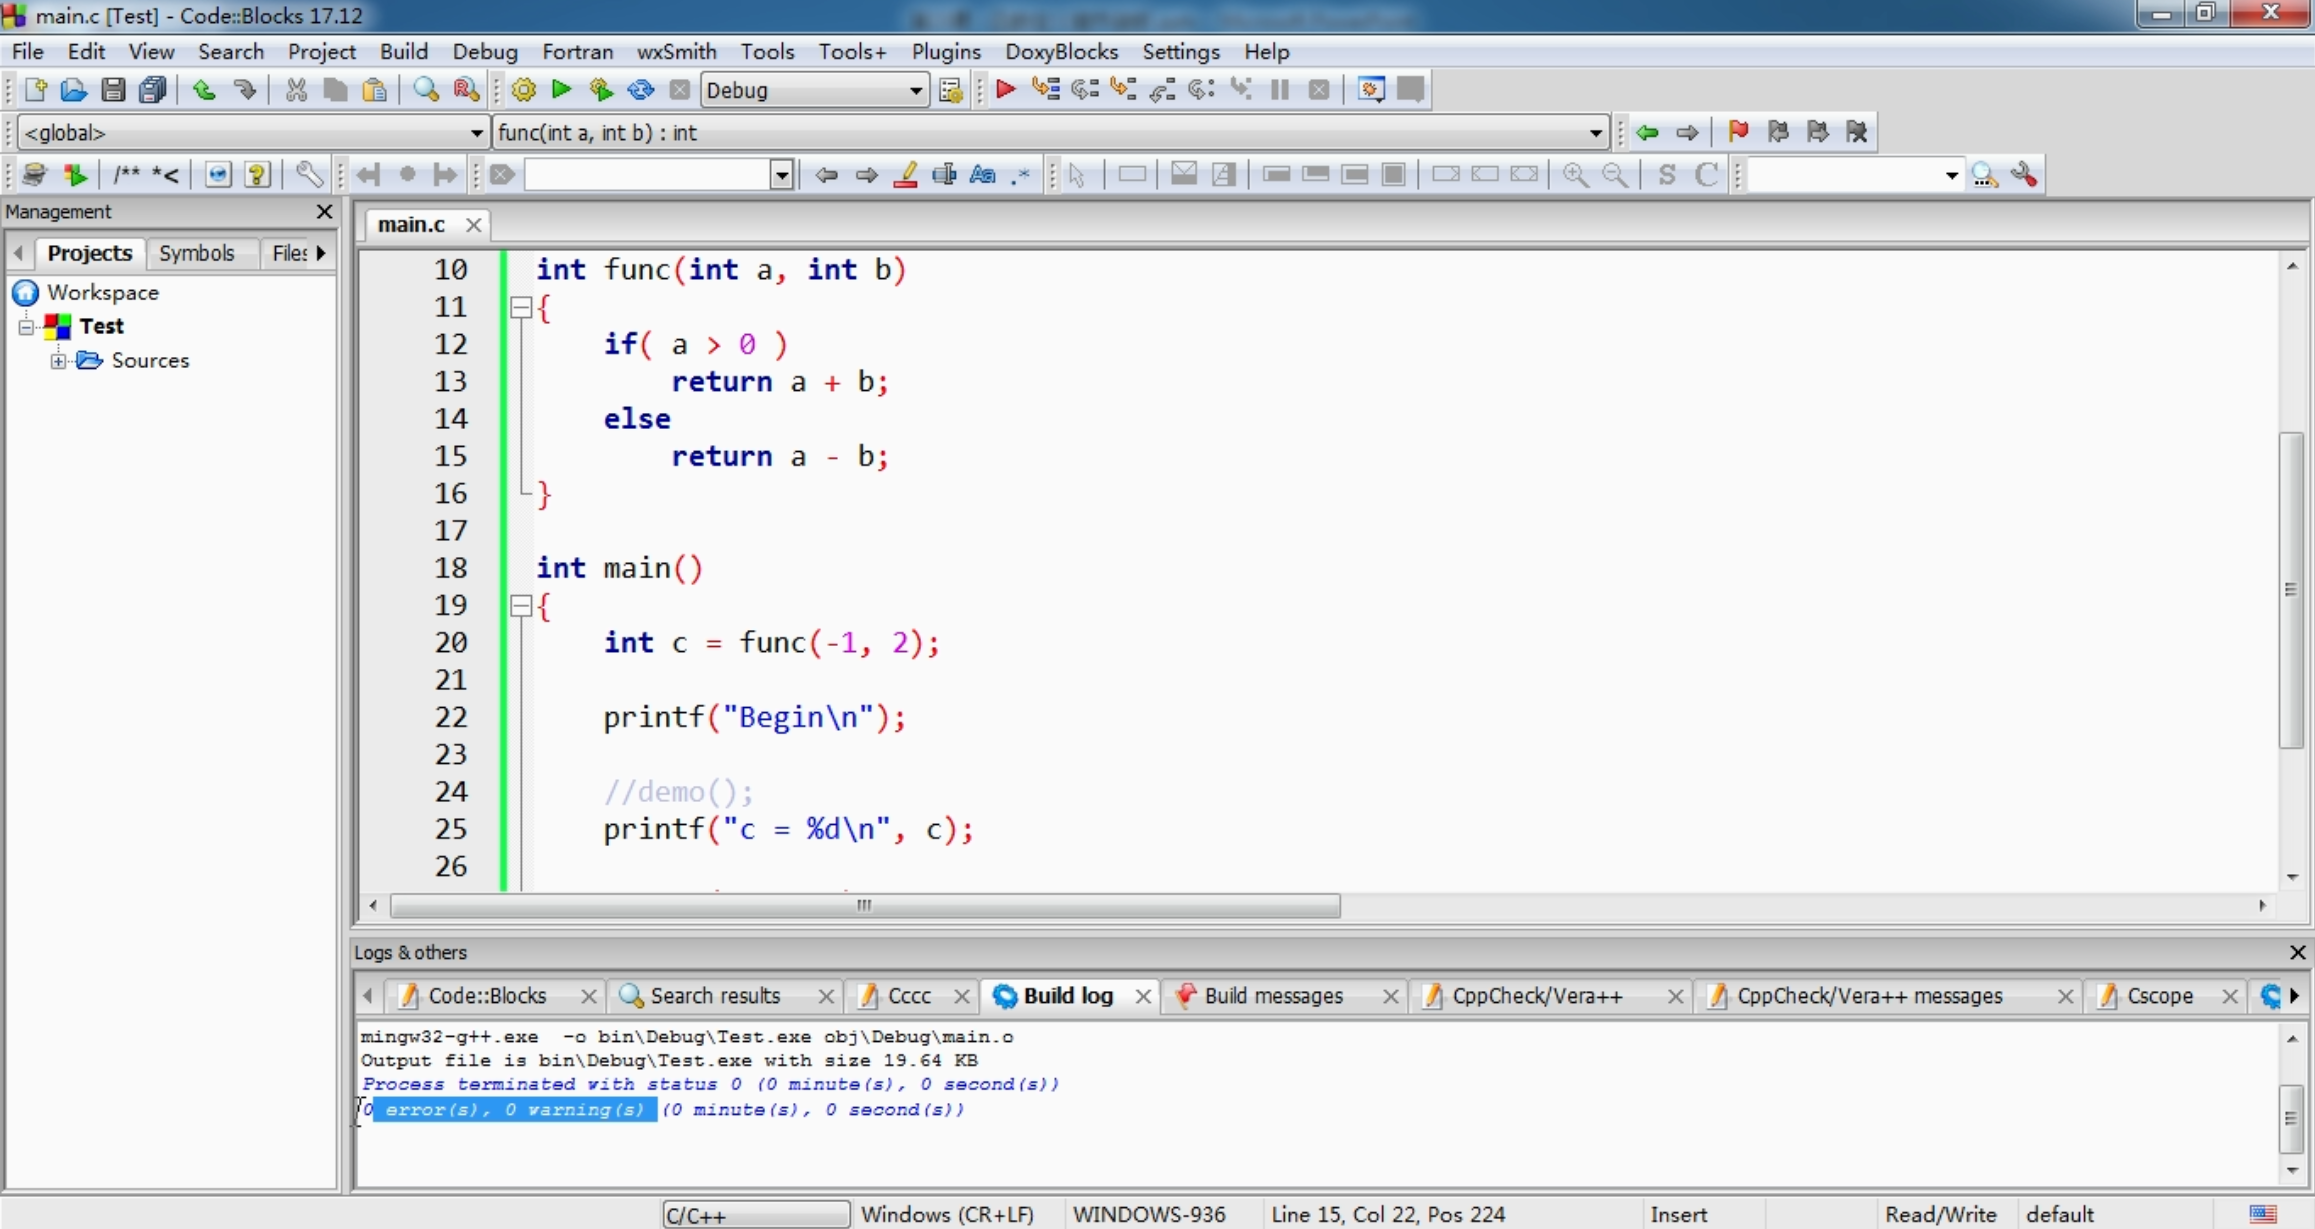 main.c [Test] - Code::Blocks 17.12
File Edit View Search Project Build Debug Fortran wxSmith Tools Tools+ Plugins DoxyBlocks Settings Help
Debug
<global> func(int a, int b) : int
/** *< Aa .* S C
Management
Projects Symbols Files
Workspace
Test
Sources
main.c
10 int func(int a, int b)
11 {
12 if( a > 0 )
13 return a + b;
14 else
15 return a - b;
16 }
17
18 int main()
19 {
20 int c = func(-1, 2);
21
22 printf("Begin\n");
23
24 //demo();
25 printf("c = %d\n", c);
26
Logs & others
Code::Blocks Search results Cccc Build log Build messages CppCheck/Vera++ CppCheck/Vera++ messages Cscope
mingw32-g++.exe -o bin\Debug\Test.exe obj\Debug\main.o
Output file is bin\Debug\Test.exe with size 19.64 KB
Process terminated with status 0 (0 minute(s), 0 second(s))
0 error(s), 0 warning(s) (0 minute(s), 0 second(s))
C/C++ Windows (CR+LF) WINDOWS-936 Line 15, Col 22, Pos 224 Insert Read/Write default